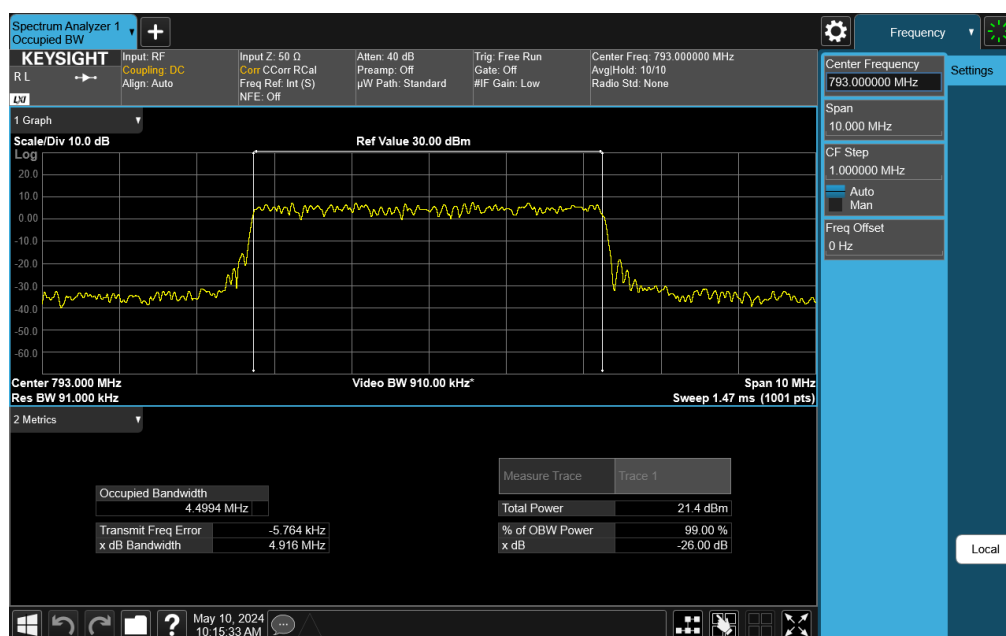 Spectrum Analyzer 1
Occupied BW
Frequency
KEYSIGHT
R L
LXI
Input: RF
Coupling: DC
Align: Auto
Input Z: 50 Ω
Corr CCorr RCal
Freq Ref: Int (S)
NFE: Off
Atten: 40 dB
Preamp: Off
µW Path: Standard
Trig: Free Run
Gate: Off
#IF Gain: Low
Center Freq: 793.000000 MHz
Avg|Hold: 10/10
Radio Std: None
Center Frequency
793.000000 MHz
Settings
Span
10.000 MHz
CF Step
1.000000 MHz
Auto
Man
Freq Offset
0 Hz
Local
1 Graph
Scale/Div 10.0 dB
Ref Value 30.00 dBm
Log
20.0
10.0
0.00
-10.0
-20.0
-30.0
-40.0
-50.0
-60.0
Center 793.000 MHz
Video BW 910.00 kHz*
Span 10 MHz
Res BW 91.000 kHz
Sweep 1.47 ms (1001 pts)
2 Metrics
Measure Trace
Trace 1
Occupied Bandwidth
4.4994 MHz
Total Power
21.4 dBm
Transmit Freq Error
-5.764 kHz
% of OBW Power
99.00 %
x dB Bandwidth
4.916 MHz
x dB
-26.00 dB
?
May 10, 2024
10:15:33 AM